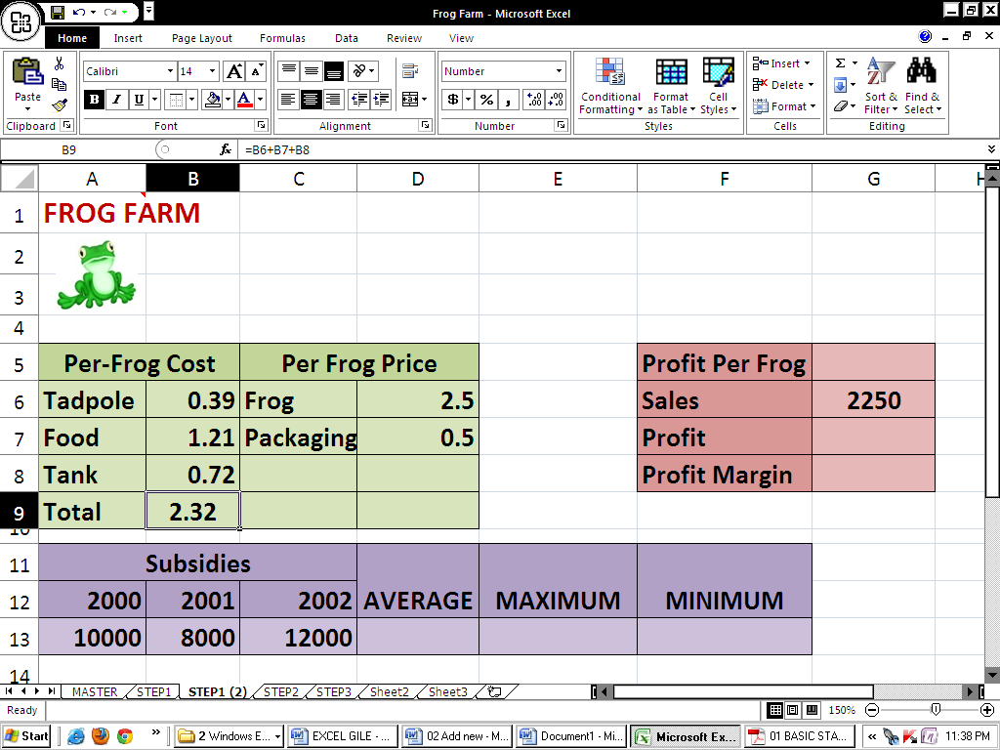 Frog Farm - Microsoft Excel
Home Insert Page Layout Formulas Data Review View
Paste
Calibri 14
A A
B I U
A
Number
$ % ,
Conditional Formatting
Format as Table
Cell Styles
Insert
Delete
Format
Σ
Sort & Filter
Find & Select
Clipboard Font Alignment Number Styles Cells Editing
B9 fx =B6+B7+B8
A B C D E F G H
1 FROG FARM
2
3
4
5 Per-Frog Cost Per Frog Price Profit Per Frog
6 Tadpole 0.39 Frog 2.5 Sales 2250
7 Food 1.21 Packaging 0.5 Profit
8 Tank 0.72 Profit Margin
9 Total 2.32
10
11 Subsidies
12 2000 2001 2002 AVERAGE MAXIMUM MINIMUM
13 10000 8000 12000
14
MASTER STEP1 STEP1 (2) STEP2 STEP3 Sheet2 Sheet3
Ready 150%
Start » 2 Windows E... EXCEL GILE - ... 02 Add new - M... Document1 - Mi... Microsoft Ex... 01 BASIC STA... « 11:38 PM